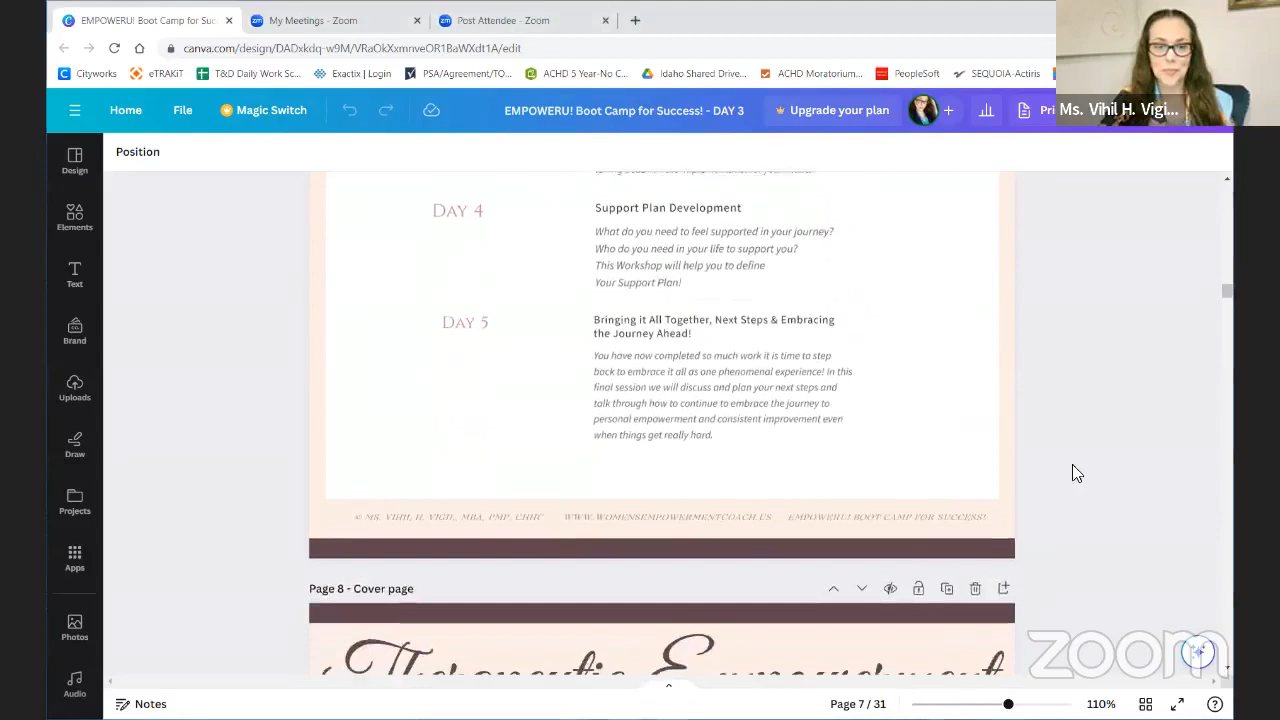 EMPOWERU! Boot Camp for Suc
My Meetings - Zoom
Post Attendee - Zoom
canva.com/design/DADxkdq-w9M/VRaOkXxmnveOR1BaWXdt1A/edit
Cityworks
eTRAKiT
T&D Daily Work Sc...
Exactix | Login
PSA/Agreement/Pro...
ACHD 5 Year-No C...
Idaho Shared Drive...
ACHD Moratorium...
PeopleSoft
SEQUOIA-Actiris
Ms. Vihil H. Vigi...
Home
File
Magic Switch
EMPOWERU! Boot Camp for Success! - DAY 3
Upgrade your plan
Pri
Position
Design
Elements
Text
Brand
Uploads
Draw
Projects
Apps
Photos
Audio
Day 4
Support Plan Development
What do you need to feel supported in your journey?
Who do you need in your life to support you?
This Workshop will help you to define
Your Support Plan!
Day 5
Bringing it All Together, Next Steps & Embracing
the Journey Ahead!
You have now completed so much work it is time to step
back to embrace it all as one phenomenal experience! In this
final session we will discuss and plan your next steps and
talk through how to continue to embrace the journey to
personal empowerment and consistent improvement even
when things get really hard.
© MS. VIHIL H. VIGIL, MBA, PMP, CHHC
WWW.WOMENSEMPOWERMENTCOACH.US
EMPOWERU! BOOT CAMP FOR SUCCESS!
Page 8 - Cover page
Therapeutic Empowerment
zoom
Notes
Page 7 / 31
110%